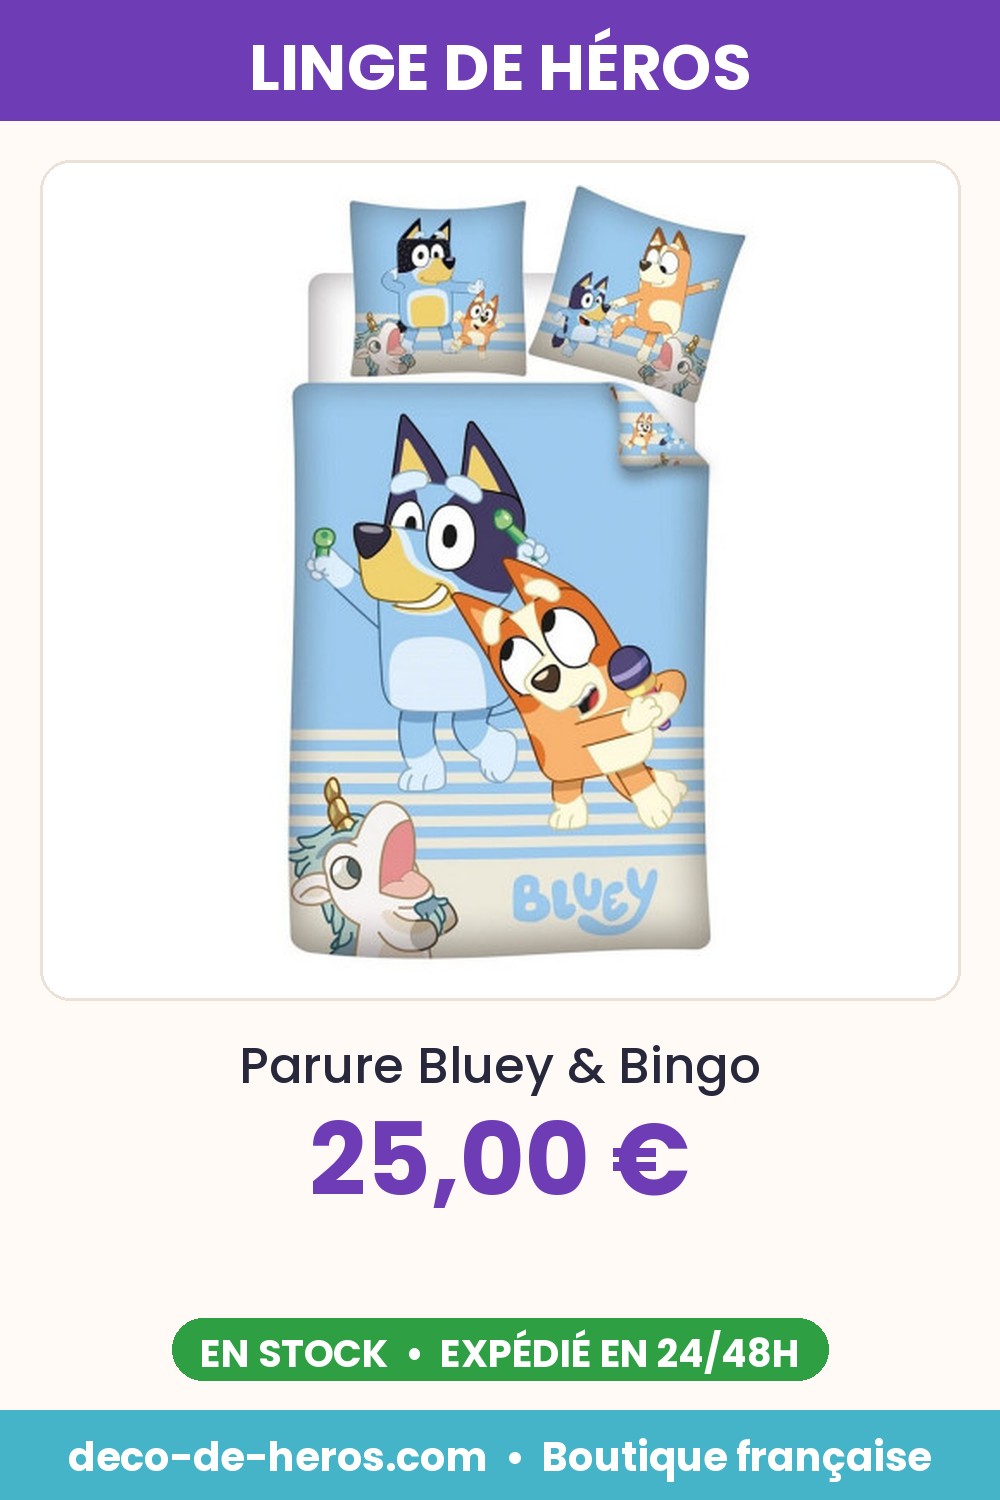 LINGE DE HÉROS
BLUEY
Parure Bluey & Bingo
25,00 €
EN STOCK • EXPÉDIÉ EN 24/48H
deco-de-heros.com • Boutique française